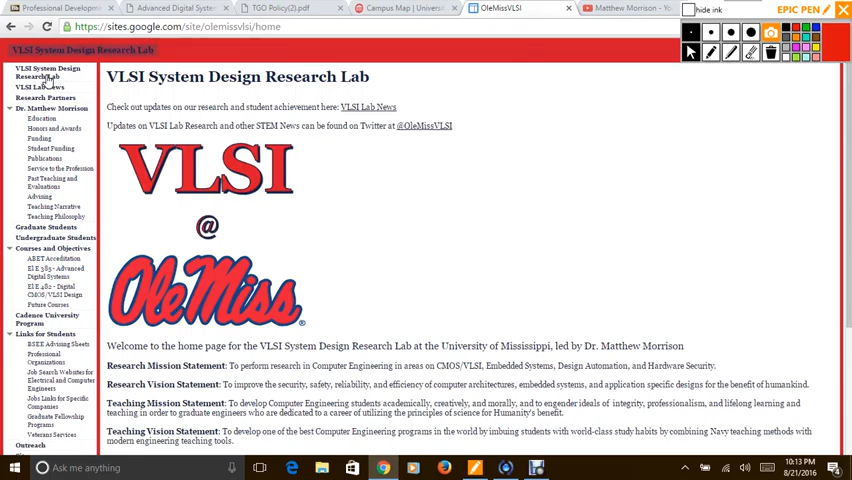 Professional Developme
Advanced Digital System
TGO Policy(2).pdf
Campus Map | Universit
OleMissVLSI
Matthew Morrison - Yo
hide ink
EPIC PEN
https://sites.google.com/site/olemissvlsi/home
VLSI System Design Research Lab
VLSI System Design
Research Lab
VLSI Lab News
Research Partners
Dr. Matthew Morrison
Education
Honors and Awards
Funding
Student Funding
Publications
Service to the Profession
Past Teaching and
Evaluations
Advising
Teaching Narrative
Teaching Philosophy
Graduate Students
Undergraduate Students
Courses and Objectives
ABET Accreditation
El E 385 - Advanced
Digital Systems
El E 482 - Digital
CMOS/VLSI Design
Future Courses
Cadence University
Program
Links for Students
BSEE Advising Sheets
Professional
Organizations
Job Search Websites for
Electrical and Computer
Engineers
Jobs Links for Specific
Companies
Graduate Fellowship
Programs
Veterans Services
Outreach
VLSI System Design Research Lab
Check out updates on our research and student achievement here: VLSI Lab News
Updates on VLSI Lab Research and other STEM News can be found on Twitter at @OleMissVLSI
VLSI
@
Ole Miss
®
Welcome to the home page for the VLSI System Design Research Lab at the University of Mississippi, led by Dr. Matthew Morrison
Research Mission Statement: To perform research in Computer Engineering in areas on CMOS/VLSI, Embedded Systems, Design Automation, and Hardware Security.
Research Vision Statement: To improve the security, safety, reliability, and efficiency of computer architectures, embedded systems, and application specific designs for the benefit of humankind.
Teaching Mission Statement: To develop Computer Engineering students academically, creatively, and morally, and to engender ideals of integrity, professionalism, and lifelong learning and
teaching in order to graduate engineers who are dedicated to a career of utilizing the principles of science for Humanity's benefit.
Teaching Vision Statement: To develop one of the best Computer Engineering programs in the world by imbuing students with world-class study habits by combining Navy teaching methods with
modern engineering teaching tools.
Ask me anything
10:13 PM
8/21/2016
4